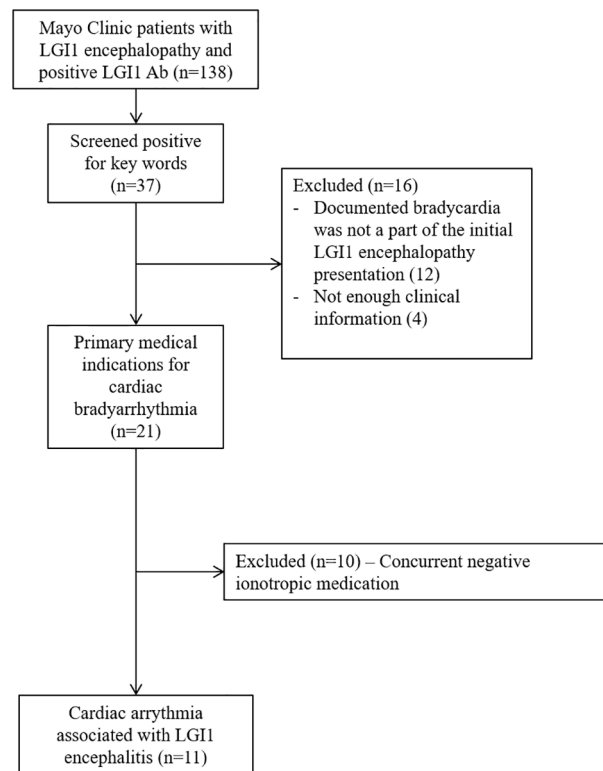 Mayo Clinic patients with
LGI1 encephalopathy and
positive LGI1 Ab (n=138)
Screened positive
for key words
(n=37)
Excluded (n=16)
- Documented bradycardia
was not a part of the initial
LGI1 encephalopathy
presentation (12)
- Not enough clinical
information (4)
Primary medical
indications for
cardiac
bradyarrhythmia
(n=21)
Excluded (n=10) – Concurrent negative
ionotropic medication
Cardiac arrythmia
associated with LGI1
encephalitis (n=11)